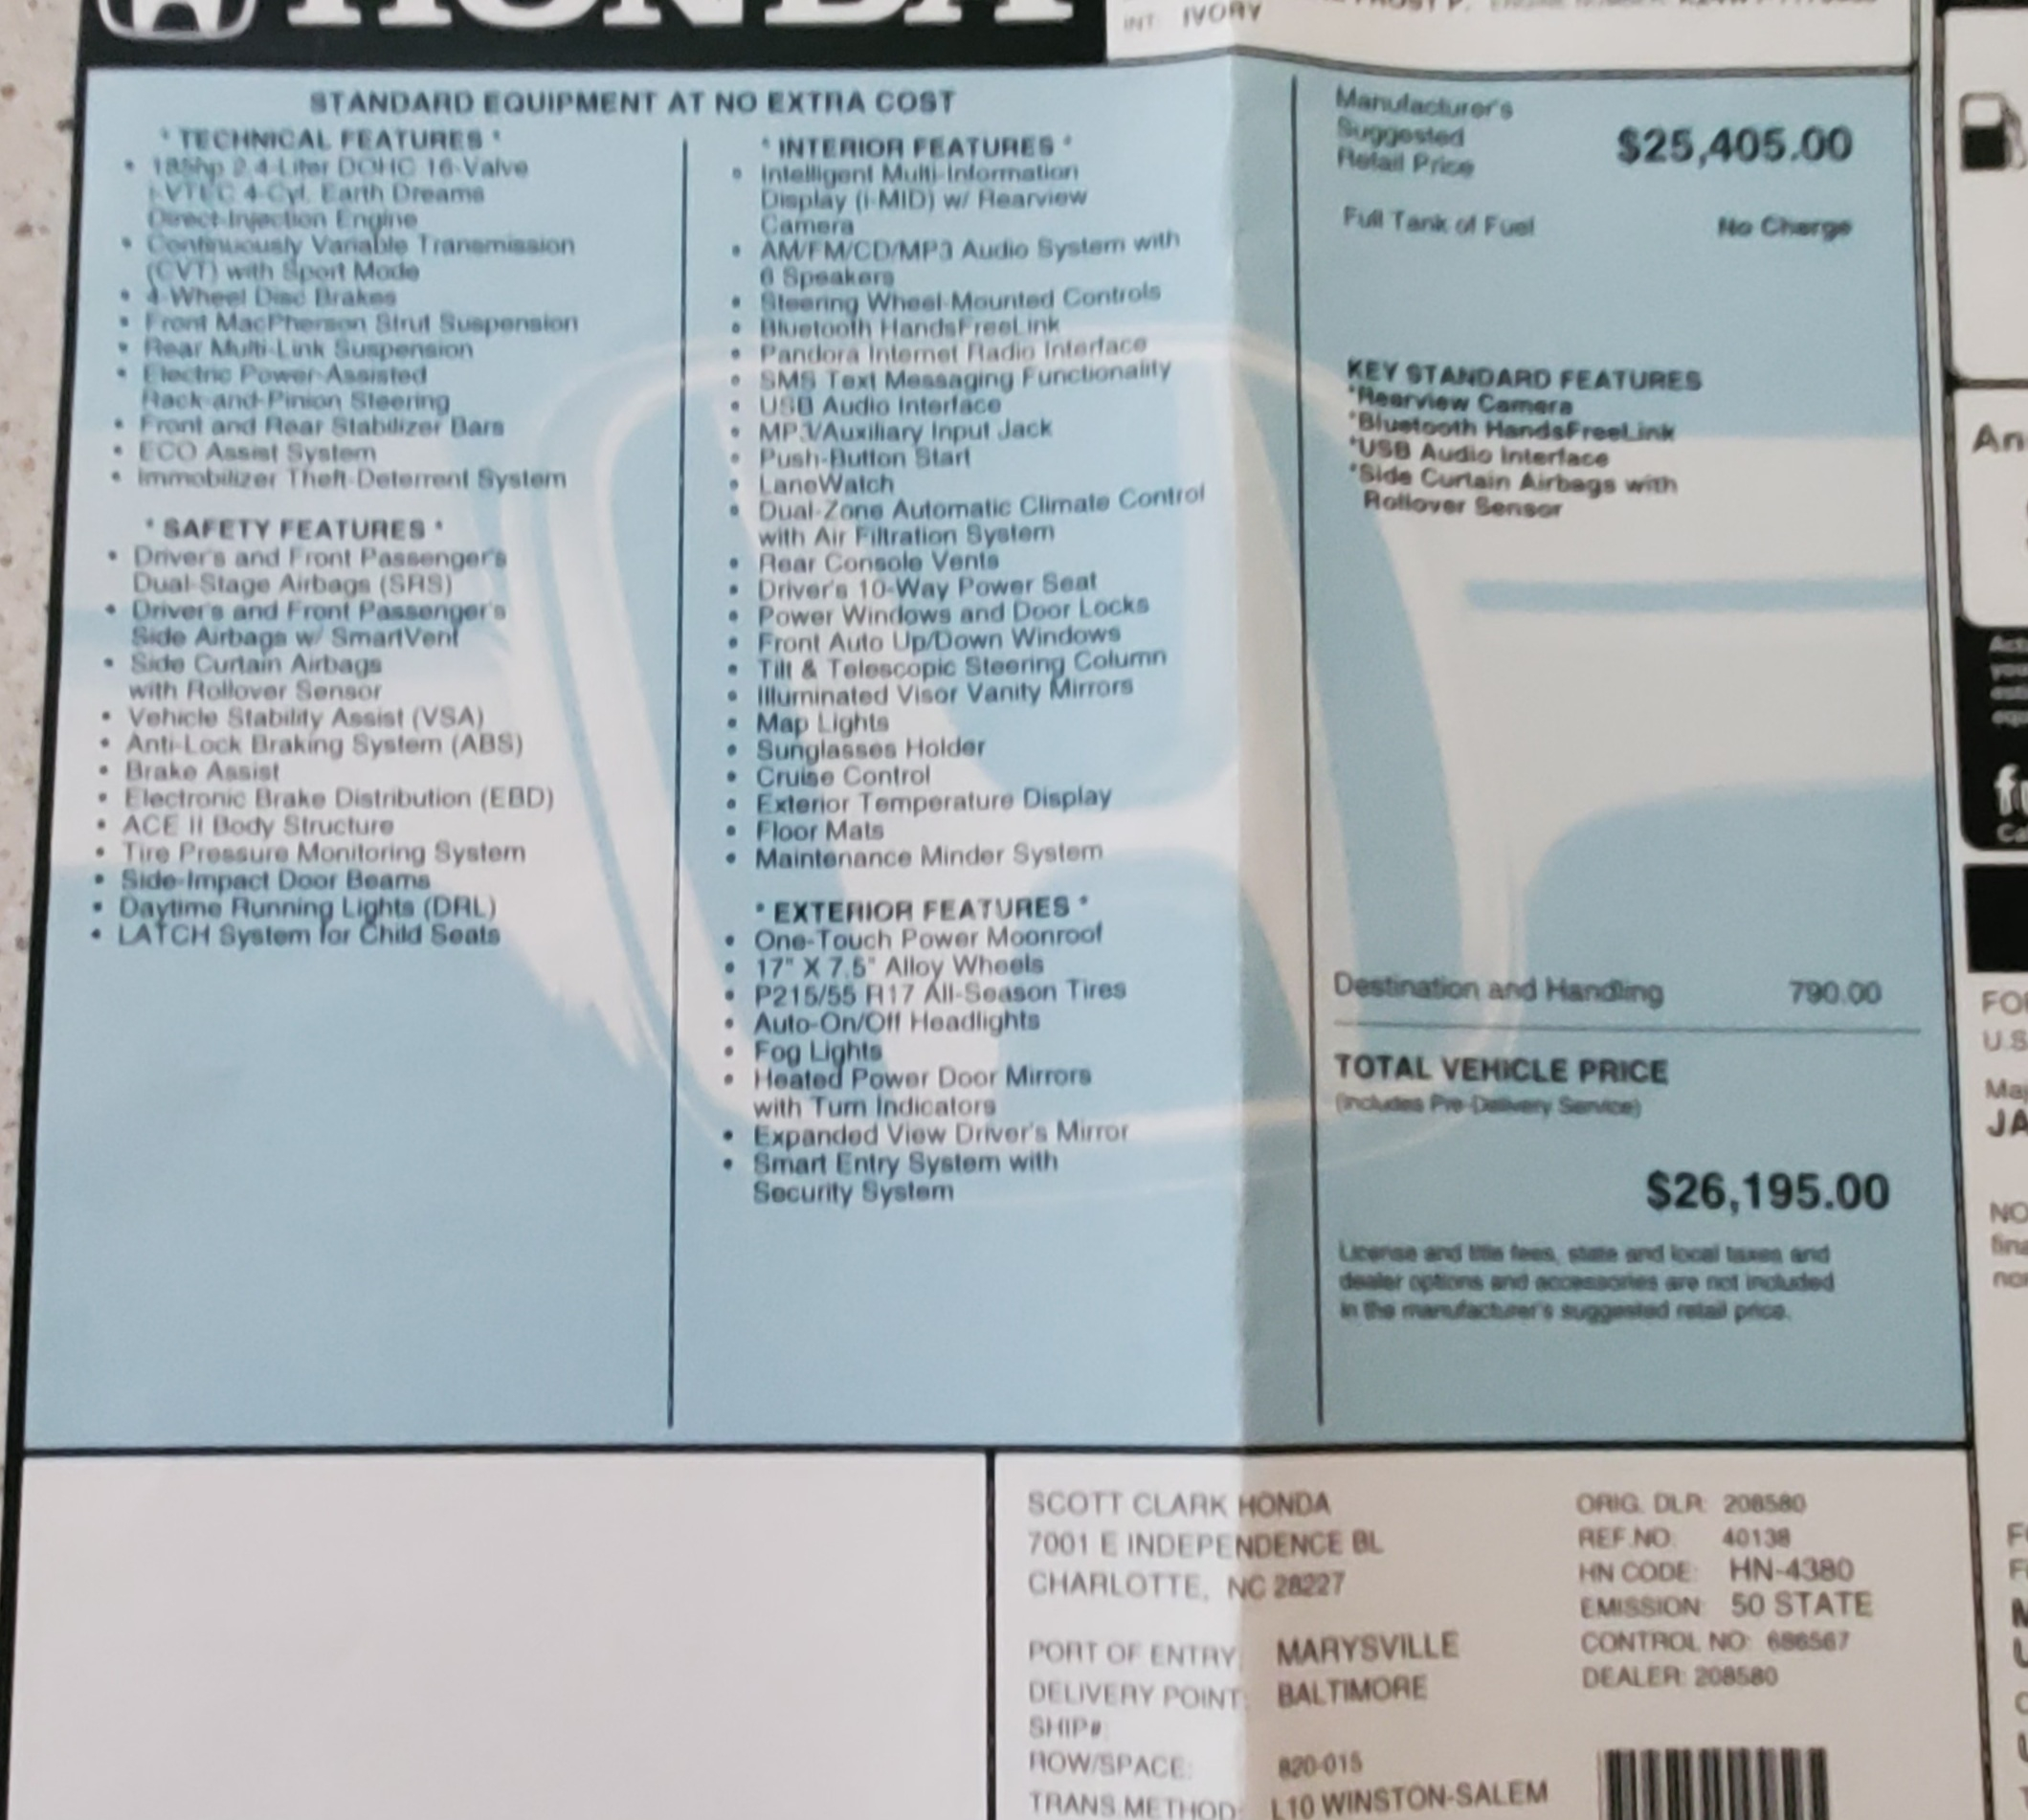 HONDA
INT: IVORY
STANDARD EQUIPMENT AT NO EXTRA COST
* TECHNICAL FEATURES *
• 185hp 2.4-Liter DOHC 16-Valve
i-VTEC 4-Cyl. Earth Dreams
Direct-Injection Engine
• Continuously Variable Transmission
(CVT) with Sport Mode
• 4-Wheel Disc Brakes
• Front MacPherson Strut Suspension
• Rear Multi-Link Suspension
• Electric Power-Assisted
Rack-and-Pinion Steering
• Front and Rear Stabilizer Bars
• ECO Assist System
• Immobilizer Theft-Deterrent System
* SAFETY FEATURES *
• Driver's and Front Passenger's
Dual-Stage Airbags (SRS)
• Driver's and Front Passenger's
Side Airbags w/ SmartVent
• Side Curtain Airbags
with Rollover Sensor
• Vehicle Stability Assist (VSA)
• Anti-Lock Braking System (ABS)
• Brake Assist
• Electronic Brake Distribution (EBD)
• ACE II Body Structure
• Tire Pressure Monitoring System
• Side-Impact Door Beams
• Daytime Running Lights (DRL)
• LATCH System for Child Seats
* INTERIOR FEATURES *
• Intelligent Multi-Information
Display (i-MID) w/ Rearview
Camera
• AM/FM/CD/MP3 Audio System with
6 Speakers
• Steering Wheel-Mounted Controls
• Bluetooth HandsFreeLink
• Pandora Internet Radio Interface
• SMS Text Messaging Functionality
• USB Audio Interface
• MP3/Auxiliary Input Jack
• Push-Button Start
• LaneWatch
• Dual-Zone Automatic Climate Control
with Air Filtration System
• Rear Console Vents
• Driver's 10-Way Power Seat
• Power Windows and Door Locks
• Front Auto Up/Down Windows
• Tilt & Telescopic Steering Column
• Illuminated Visor Vanity Mirrors
• Map Lights
• Sunglasses Holder
• Cruise Control
• Exterior Temperature Display
• Floor Mats
• Maintenance Minder System
* EXTERIOR FEATURES *
• One-Touch Power Moonroof
• 17" X 7.5" Alloy Wheels
• P215/55 R17 All-Season Tires
• Auto-On/Off Headlights
• Fog Lights
• Heated Power Door Mirrors
with Turn Indicators
• Expanded View Driver's Mirror
• Smart Entry System with
Security System
Manufacturer's
Suggested
Retail Price $25,405.00
Full Tank of Fuel No Charge
KEY STANDARD FEATURES
*Rearview Camera
*Bluetooth HandsFreeLink
*USB Audio Interface
*Side Curtain Airbags with
Rollover Sensor
Destination and Handling 790.00
TOTAL VEHICLE PRICE
(Includes Pre-Delivery Service)
$26,195.00
License and title fees, state and local taxes and
dealer options and accessories are not included
in the manufacturer's suggested retail price.
SCOTT CLARK HONDA
7001 E INDEPENDENCE BL
CHARLOTTE, NC 28227
PORT OF ENTRY: MARYSVILLE
DELIVERY POINT: BALTIMORE
SHIP#:
ROW/SPACE: 820-015
TRANS.METHOD: L10 WINSTON-SALEM
ORIG. DLR: 208580
REF.NO: 40138
HN CODE: HN-4380
EMISSION: 50 STATE
CONTROL NO: 686567
DEALER: 208580